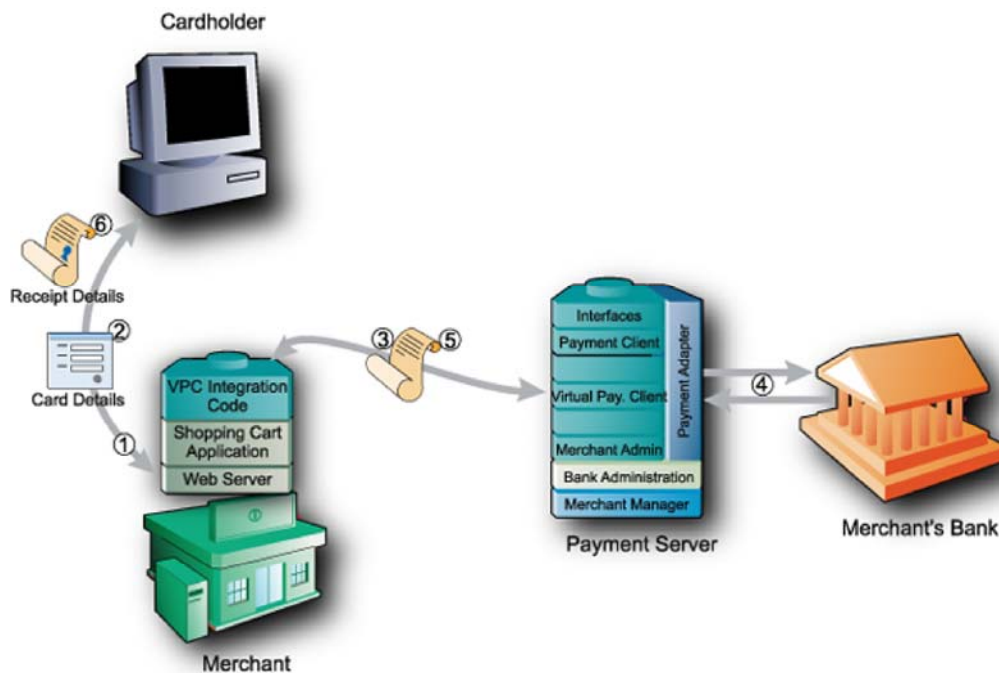 Cardholder
⑥
Receipt Details
②
Card Details
①
VPC Integration
Code
Shopping Cart
Application
Web Server
①
Merchant
③
⑤
Interfaces
Payment Client
Virtual Pay. Client
Merchant Admin
Payment Adapter
Bank Administration
Merchant Manager
Payment Server
④
Merchant's Bank